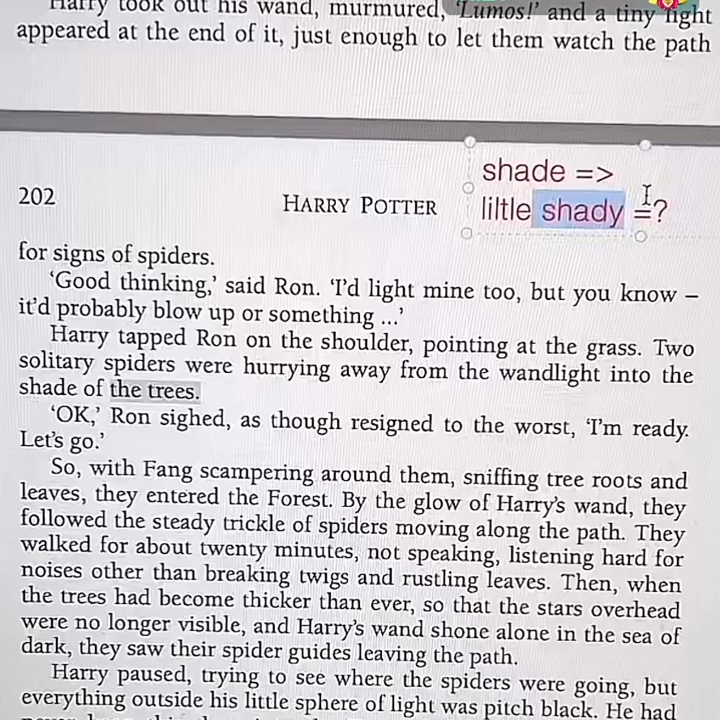 Harry took out his wand, murmured, ‘Lumos!’ and a tiny light
appeared at the end of it, just enough to let them watch the path
shade =>
liltle shady =?
202
HARRY POTTER
for signs of spiders.
‘Good thinking,’ said Ron. ‘I’d light mine too, but you know –
it’d probably blow up or something ...’
Harry tapped Ron on the shoulder, pointing at the grass. Two
solitary spiders were hurrying away from the wandlight into the
shade of the trees.
‘OK,’ Ron sighed, as though resigned to the worst, ‘I’m ready.
Let’s go.’
So, with Fang scampering around them, sniffing tree roots and
leaves, they entered the Forest. By the glow of Harry’s wand, they
followed the steady trickle of spiders moving along the path. They
walked for about twenty minutes, not speaking, listening hard for
noises other than breaking twigs and rustling leaves. Then, when
the trees had become thicker than ever, so that the stars overhead
were no longer visible, and Harry’s wand shone alone in the sea of
dark, they saw their spider guides leaving the path.
Harry paused, trying to see where the spiders were going, but
everything outside his little sphere of light was pitch black. He had